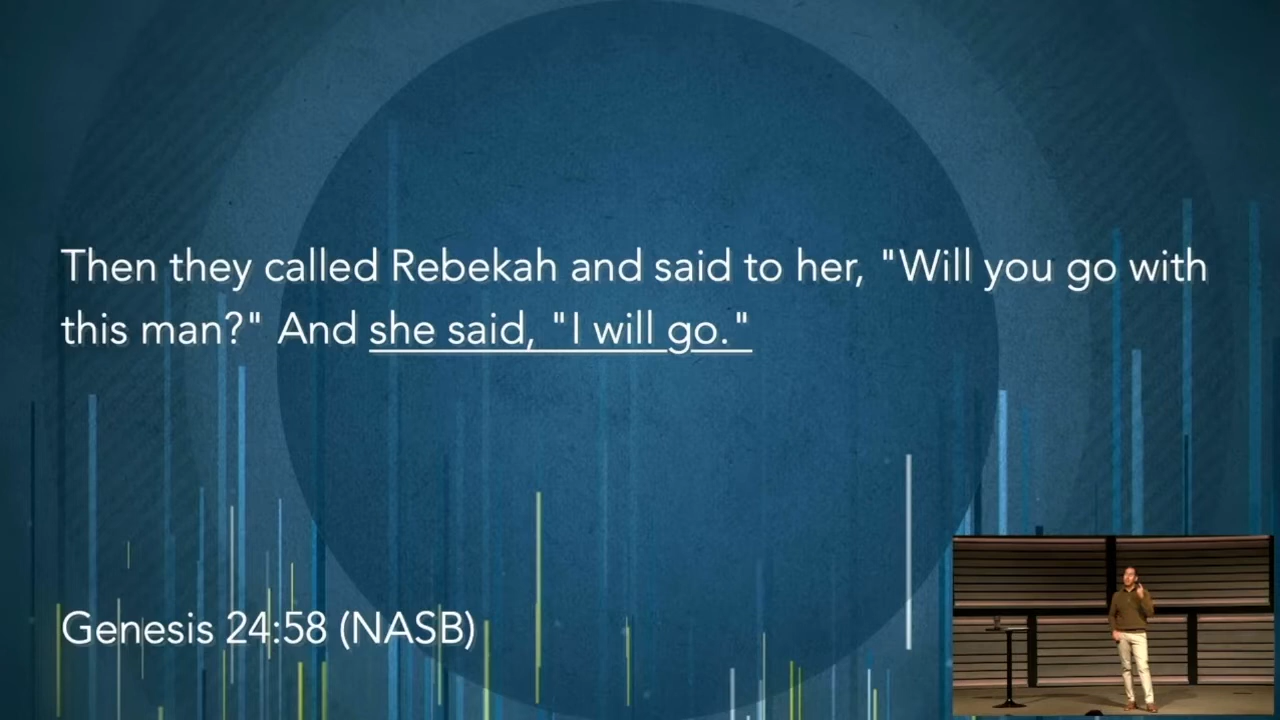 Then they called Rebekah and said to her, "Will you go with
this man?" And she said, "I will go."
Genesis 24:58 (NASB)